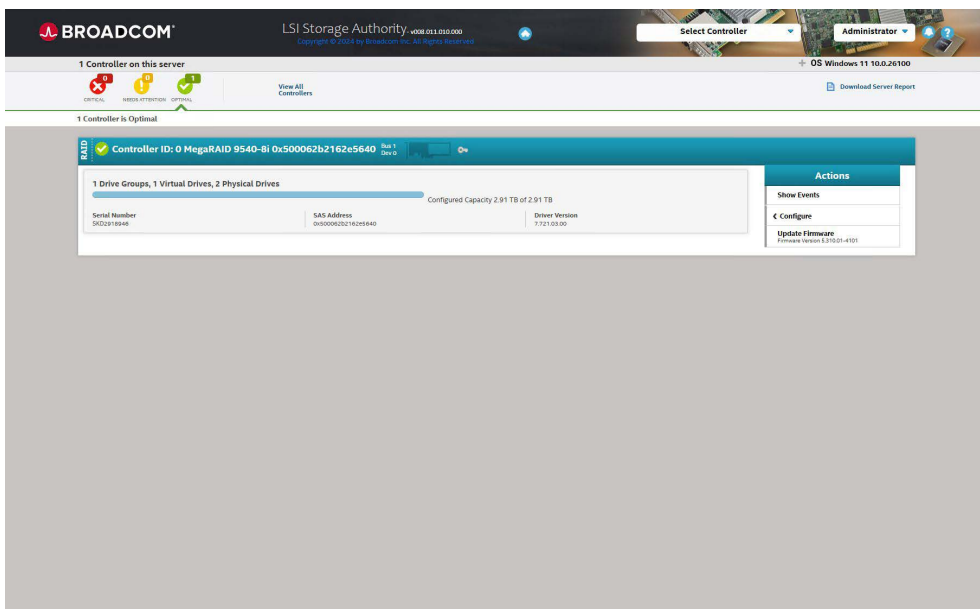 BROADCOM®
LSI Storage Authority- v008.011.010.000
Copyright © 2024 by Broadcom Inc. All Rights Reserved
Select Controller
Administrator
?
1 Controller on this server
OS Windows 11 10.0.26100
0
CRITICAL
0
NEEDS ATTENTION
1
OPTIMAL
View All
Controllers
Download Server Report
1 Controller is Optimal
RAID
Controller ID: 0 MegaRAID 9540-8i 0x500062b2162e5640
Bus 1
Dev 0
1 Drive Groups, 1 Virtual Drives, 2 Physical Drives
Configured Capacity 2.91 TB of 2.91 TB
Serial Number
SKD2918948
SAS Address
0x500062b2162e5640
Driver Version
7.721.03.00
Actions
Show Events
Configure
Update Firmware
Firmware Version 5.310.01-4101